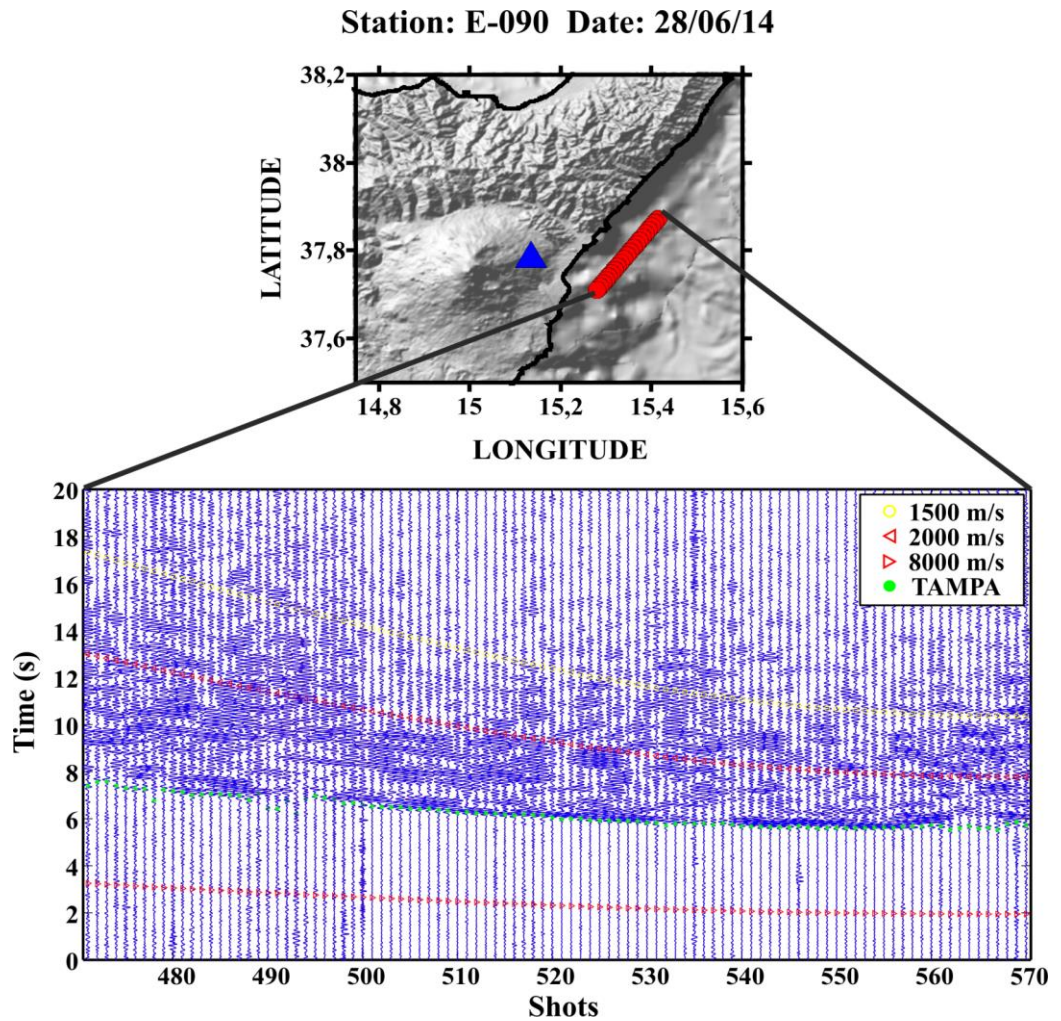 Station: E-090 Date: 28/06/14
38,2
38
37,8
37,6
LATITUDE
14,8 15 15,2 15,4 15,6
LONGITUDE
20
18
16
14
12
10
8
6
4
2
0
Time (s)
1500 m/s
2000 m/s
8000 m/s
TAMPA
480 490 500 510 520 530 540 550 560 570
Shots